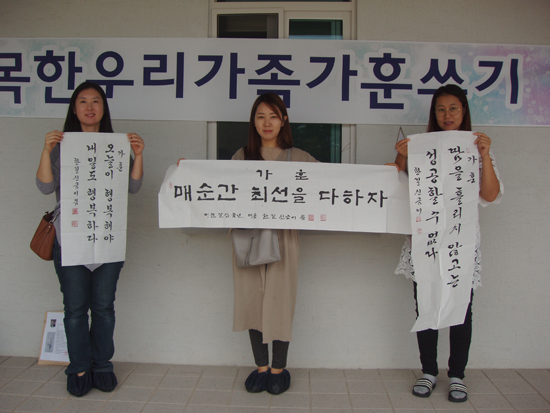 목한우리가족가훈쓰기
가훈
오늘이 행복해야
내일도 행복하다
가 훈
매순간 최선을 다하자
가훈
땀을 흘리지 않고는
성공할 수 없다